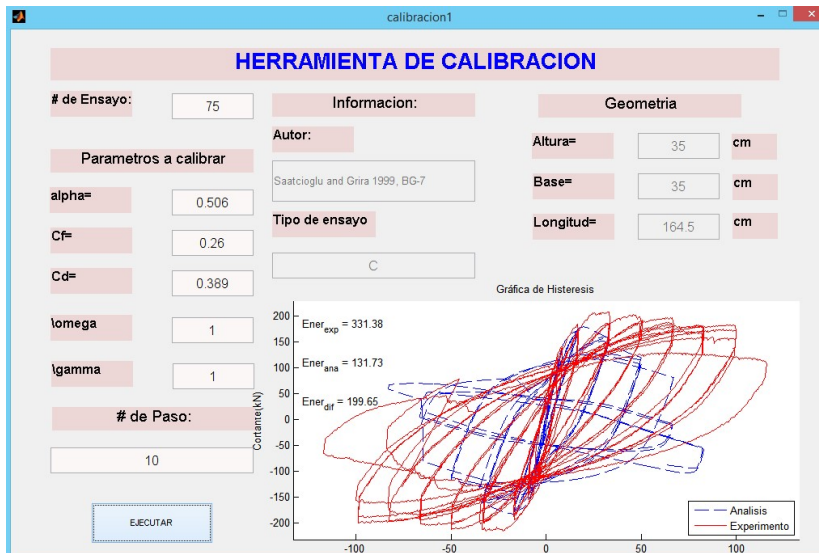 calibracion1
HERRAMIENTA DE CALIBRACION
# de Ensayo:
75
Parametros a calibrar
alpha=
0.506
Cf=
0.26
Cd=
0.389
\omega
1
\gamma
1
# de Paso:
10
EJECUTAR
Informacion:
Autor:
Saatcioglu and Grira 1999, BG-7
Tipo de ensayo
C
Geometria
Altura=
35
cm
Base=
35
cm
Longitud=
164.5
cm
Gráfica de Histeresis
Cortante(kN)
200
150
100
50
0
-50
-100
-150
-200
Ener_exp = 331.38
Ener_ana = 131.73
Ener_dif = 199.65
-100
-50
0
50
100
Analisis
Experimento